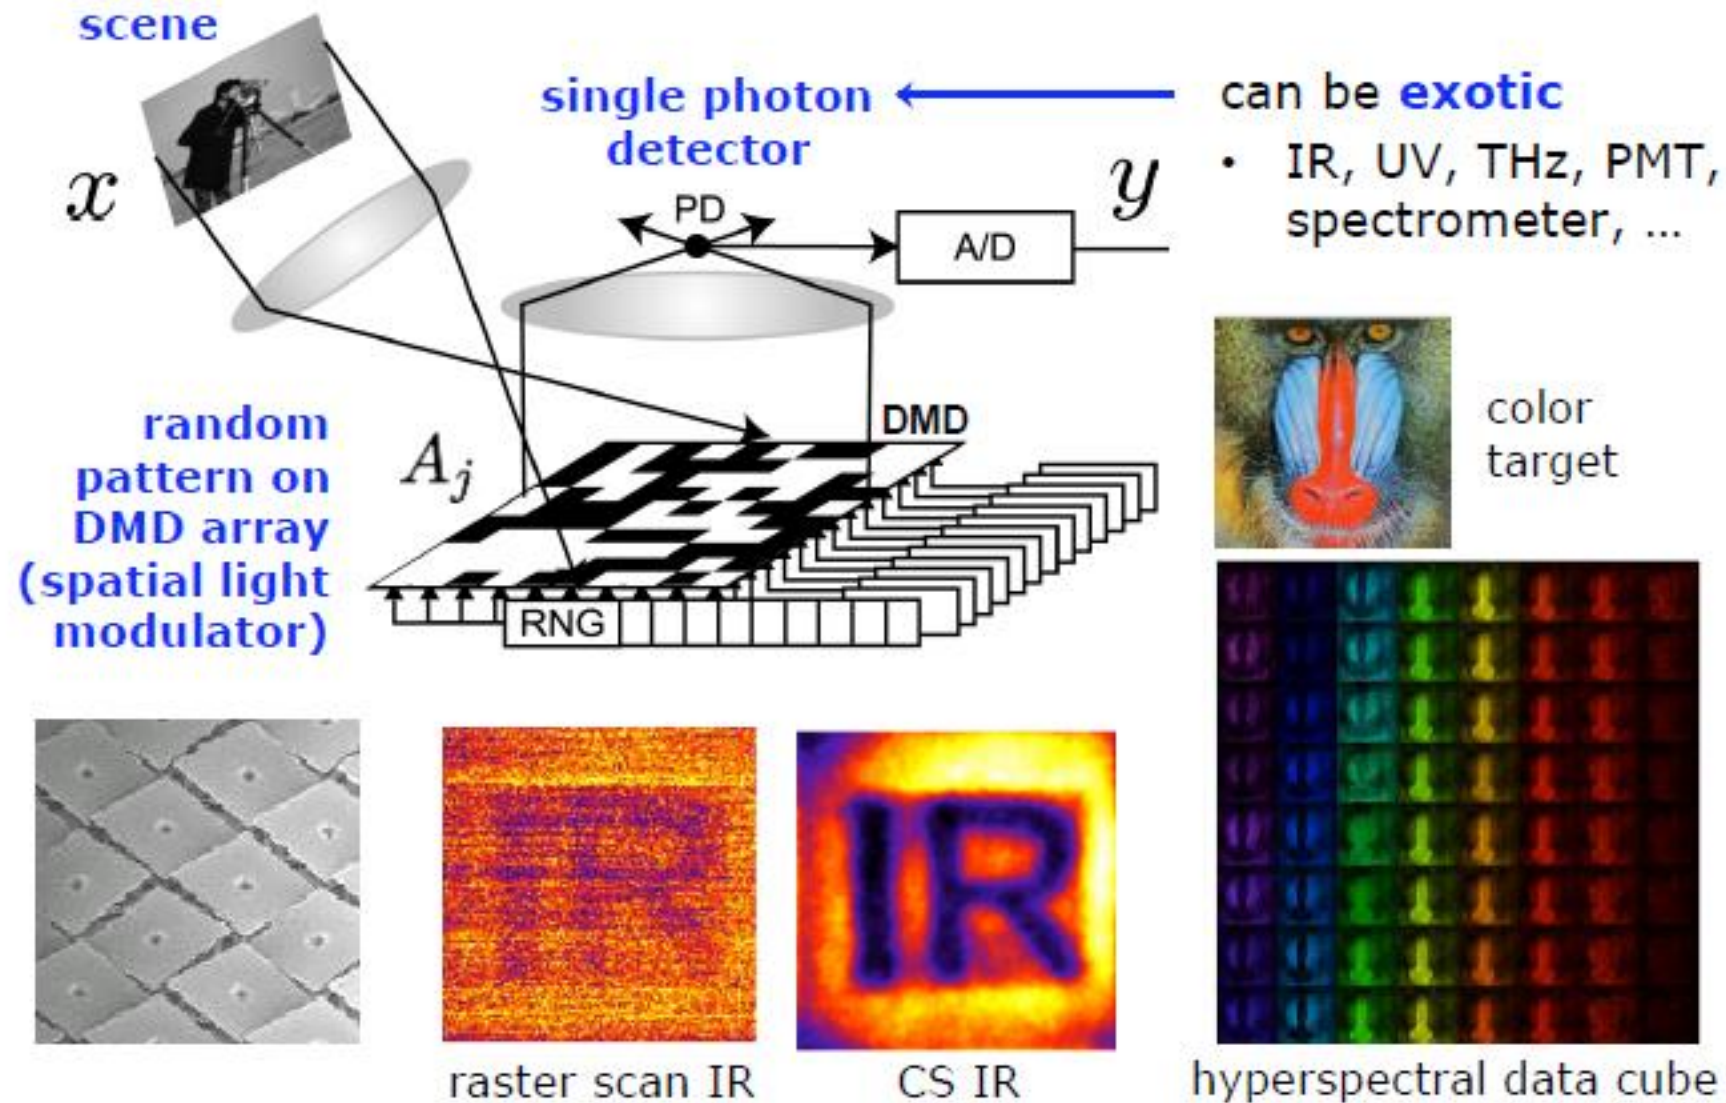 scene
single photon
detector
can be exotic
• IR, UV, THz, PMT,
spectrometer, ...
x
PD
A/D
y
random
pattern on
DMD array
(spatial light
modulator)
A_j
DMD
RNG
color
target
raster scan IR
IR
CS IR
hyperspectral data cube